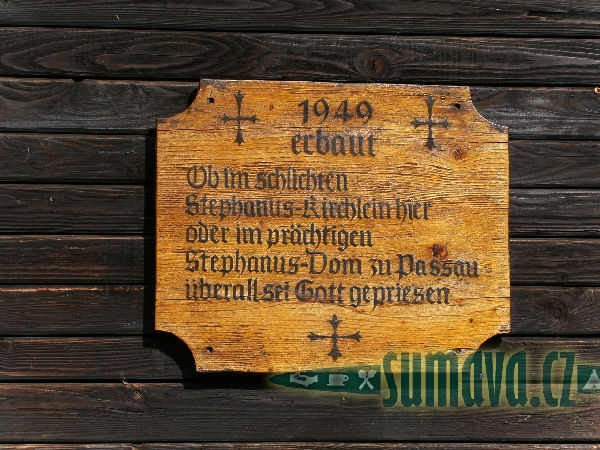 1949
erbaut
Ob im schlichten
Stephanus-Kirchlein hier
oder im prächtigen
Stephanus-Dom zu Passau
überall sei Gott gepriesen
sumava.cz